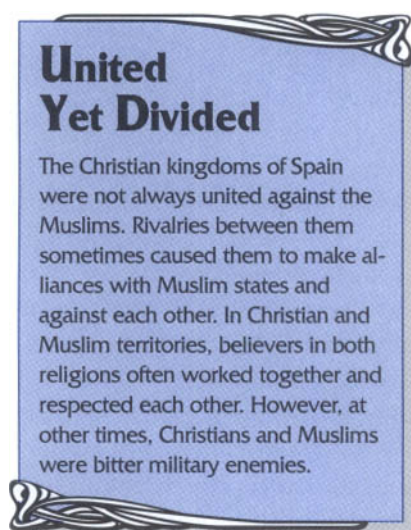 United
Yet Divided
The Christian kingdoms of Spain
were not always united against the
Muslims. Rivalries between them
sometimes caused them to make al-
liances with Muslim states and
against each other. In Christian and
Muslim territories, believers in both
religions often worked together and
respected each other. However, at
other times, Christians and Muslims
were bitter military enemies.